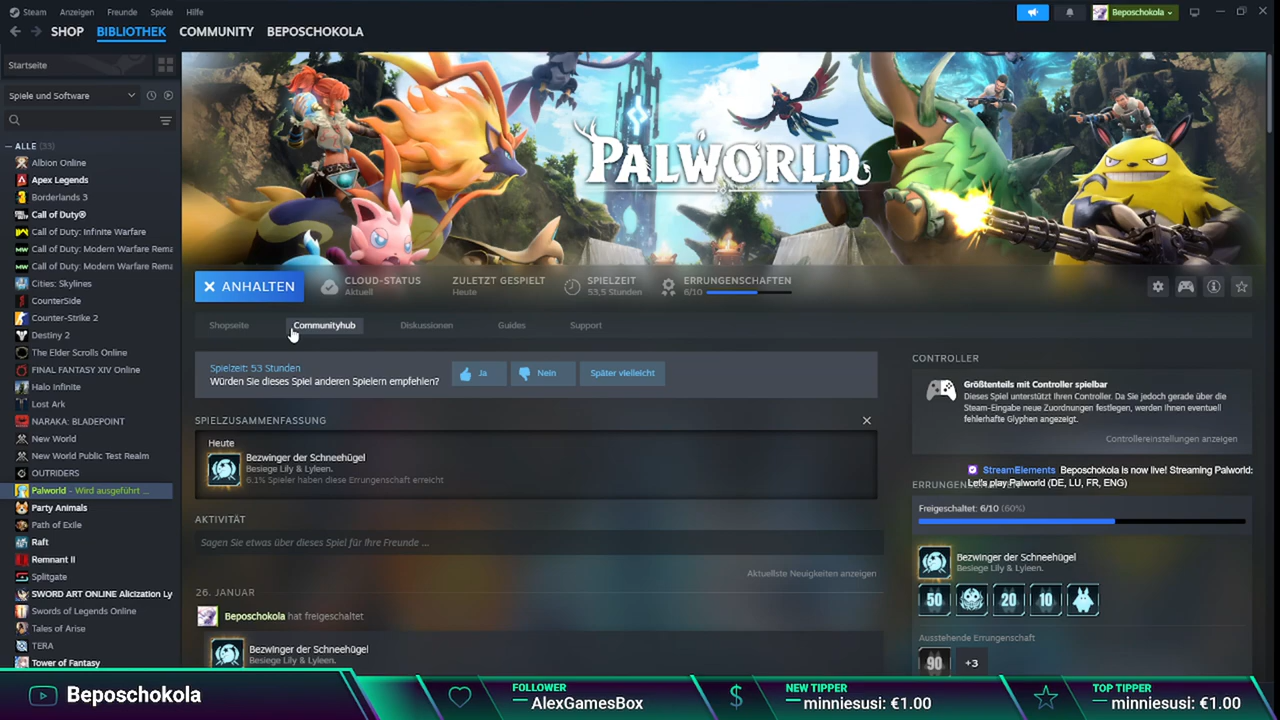 Steam Anzeigen Freunde Spiele Hilfe
Beposchokola
SHOP BIBLIOTHEK COMMUNITY BEPOSCHOKOLA
Startseite
Spiele und Software
ALLE (33)
Albion Online
Apex Legends
Borderlands 3
Call of Duty®
Call of Duty: Infinite Warfare
Call of Duty: Modern Warfare Rema
Call of Duty: Modern Warfare Rema
Cities: Skylines
CounterSide
Counter-Strike 2
Destiny 2
The Elder Scrolls Online
FINAL FANTASY XIV Online
Halo Infinite
Lost Ark
NARAKA: BLADEPOINT
New World
New World Public Test Realm
OUTRIDERS
Palworld - Wird ausgeführt ...
Party Animals
Path of Exile
Raft
Remnant II
Splitgate
SWORD ART ONLINE Alicization Ly
Swords of Legends Online
Tales of Arise
TERA
Tower of Fantasy
PALWORLD
ANHALTEN
CLOUD-STATUS
Aktuell
ZULETZT GESPIELT
Heute
SPIELZEIT
53,5 Stunden
ERRUNGENSCHAFTEN
6/10
Shopseite Communityhub Diskussionen Guides Support
Spielzeit: 53 Stunden
Würden Sie dieses Spiel anderen Spielern empfehlen?
Ja Nein Später vielleicht
SPIELZUSAMMENFASSUNG
Heute
Bezwinger der Schneehügel
Besiege Lily & Lyleen.
6.1% Spieler haben diese Errungenschaft erreicht
AKTIVITÄT
Sagen Sie etwas über dieses Spiel für Ihre Freunde ...
Aktuellste Neuigkeiten anzeigen
26. JANUAR
Beposchokola hat freigeschaltet
Bezwinger der Schneehügel
Besiege Lily & Lyleen.
CONTROLLER
Größtenteils mit Controller spielbar
Dieses Spiel unterstützt Ihren Controller. Da Sie jedoch gerade über die
Steam-Eingabe neue Zuordnungen festlegen, werden Ihnen eventuell
fehlerhafte Glyphen angezeigt.
Controllereinstellungen anzeigen
StreamElements Beposchokola is now live! Streaming Palworld:
Let's play Palworld (DE, LU, FR, ENG)
Freigeschaltet: 6/10 (60%)
Bezwinger der Schneehügel
Besiege Lily & Lyleen.
50 20 10
Ausstehende Errungenschaft
90 +3
Beposchokola
FOLLOWER
AlexGamesBox
NEW TIPPER
minniesusi: €1.00
TOP TIPPER
minniesusi: €1.00